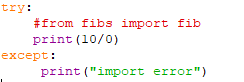 try:
    #from fibs import fib
    print(10/0)
except:
     print("import error")